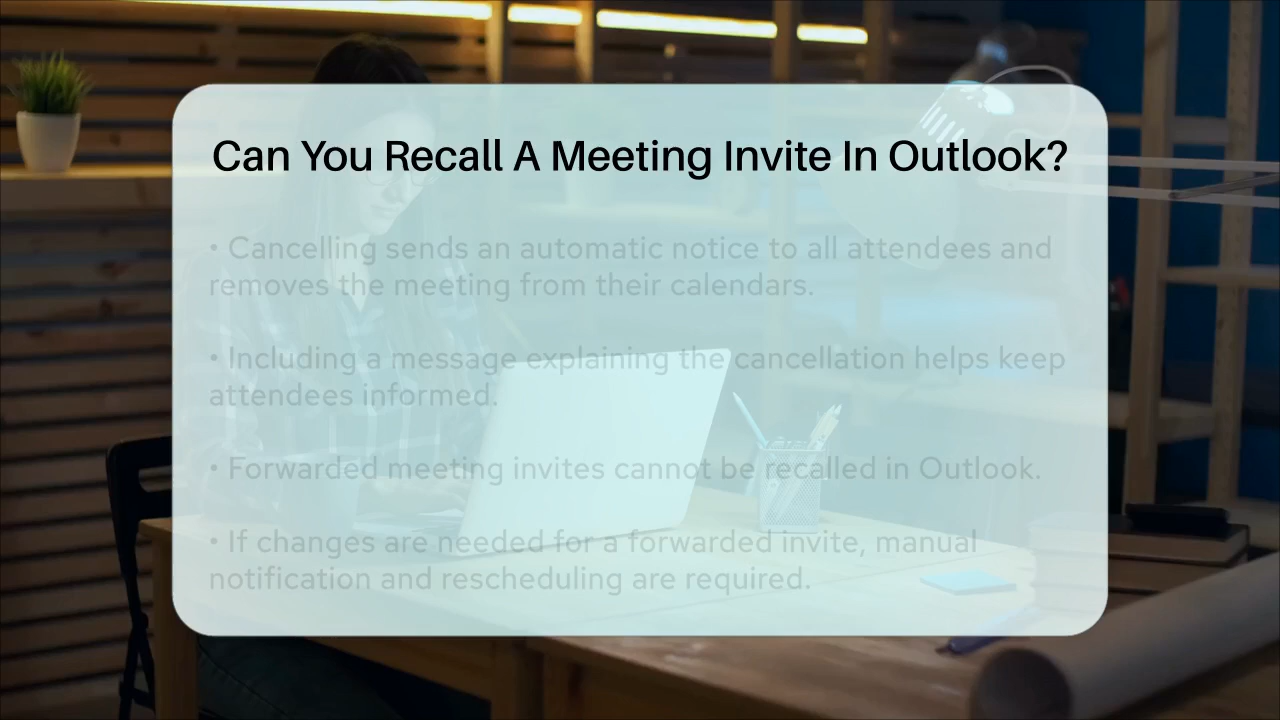 Can You Recall A Meeting Invite In Outlook?
• Cancelling sends an automatic notice to all attendees and
removes the meeting from their calendars.
• Including a message explaining the cancellation helps keep
attendees informed.
• Forwarded meeting invites cannot be recalled in Outlook.
• If changes are needed for a forwarded invite, manual
notification and rescheduling are required.